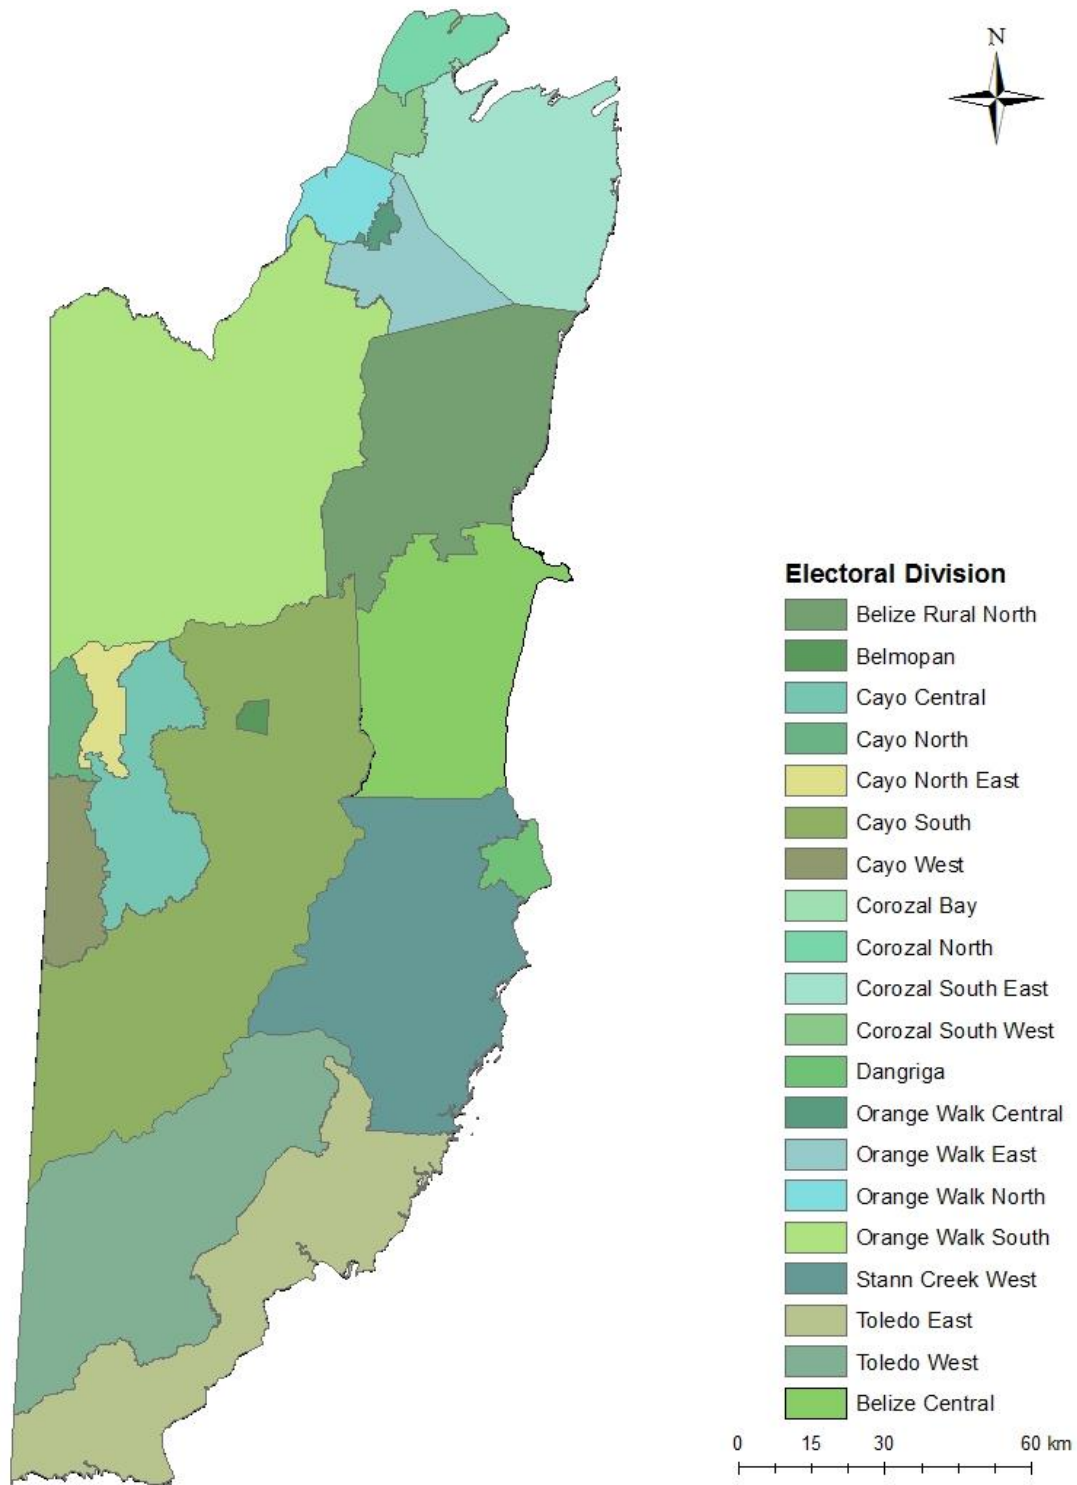 N
Electoral Division
Belize Rural North
Belmopan
Cayo Central
Cayo North
Cayo North East
Cayo South
Cayo West
Corozal Bay
Corozal North
Corozal South East
Corozal South West
Dangriga
Orange Walk Central
Orange Walk East
Orange Walk North
Orange Walk South
Stann Creek West
Toledo East
Toledo West
Belize Central
0 15 30 60 km